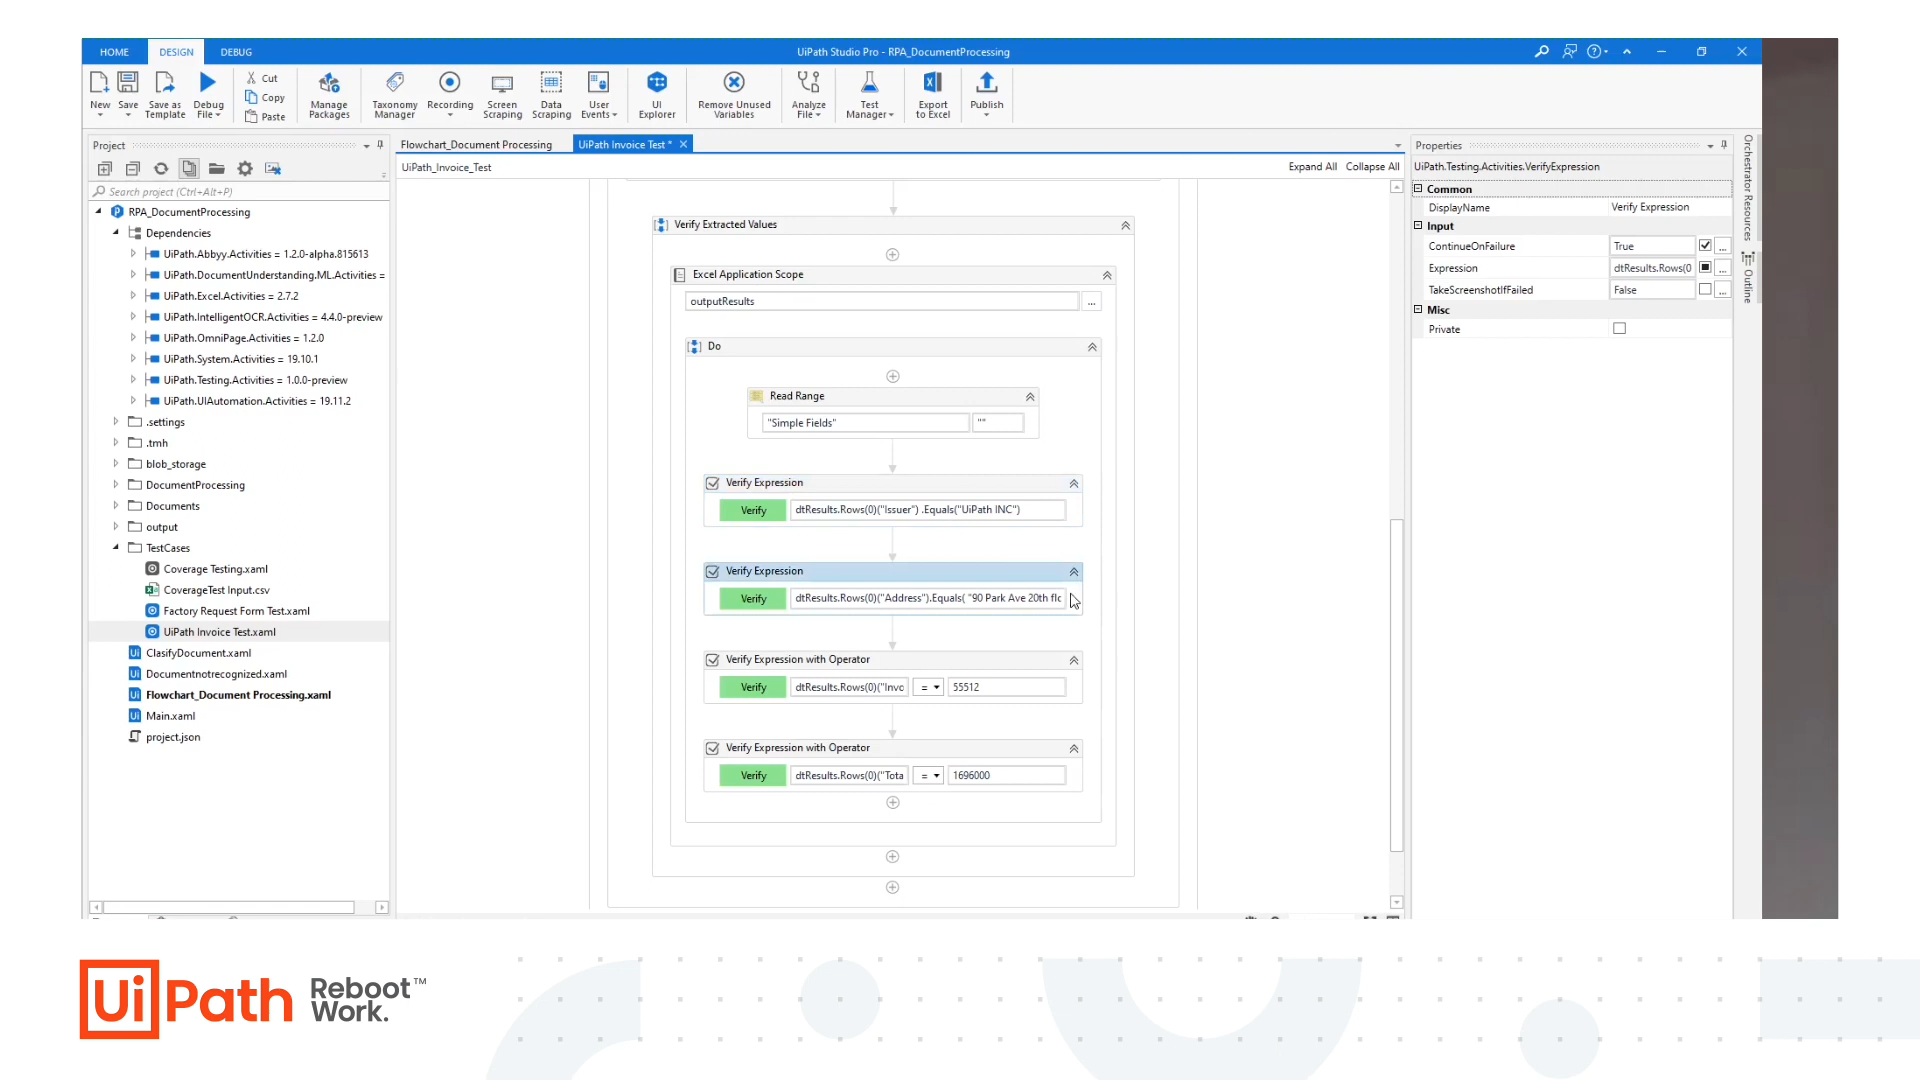 HOME DESIGN DEBUG
UiPath Studio Pro - RPA_DocumentProcessing
New
Save
Save as Template
Debug File
Cut
Copy
Paste
Manage Packages
Taxonomy Manager
Recording
Screen Scraping
Data Scraping
User Events
UI Explorer
Remove Unused Variables
Analyze File
Test Manager
Export to Excel
Publish
Project
Search project (Ctrl+Alt+P)
RPA_DocumentProcessing
Dependencies
UiPath.Abbyy.Activities = 1.2.0-alpha.815613
UiPath.DocumentUnderstanding.ML.Activities =
UiPath.Excel.Activities = 2.7.2
UiPath.IntelligentOCR.Activities = 4.4.0-preview
UiPath.OmniPage.Activities = 1.2.0
UiPath.System.Activities = 19.10.1
UiPath.Testing.Activities = 1.0.0-preview
UiPath.UIAutomation.Activities = 19.11.2
.settings
.tmh
blob_storage
DocumentProcessing
Documents
output
TestCases
Coverage Testing.xaml
CoverageTest Input.csv
Factory Request Form Test.xaml
UiPath Invoice Test.xaml
ClasifyDocument.xaml
Documentnotrecognized.xaml
Flowchart_Document Processing.xaml
Main.xaml
project.json
Flowchart_Document Processing
UiPath Invoice Test *
UiPath_Invoice_Test
Expand All Collapse All
Verify Extracted Values
Excel Application Scope
outputResults
...
Do
Read Range
"Simple Fields" ""
Verify Expression
Verify dtResults.Rows(0)("Issuer") .Equals("UiPath INC")
Verify Expression
Verify dtResults.Rows(0)("Address").Equals( "90 Park Ave 20th flo
Verify Expression with Operator
Verify dtResults.Rows(0)("Invo = 55512
Verify Expression with Operator
Verify dtResults.Rows(0)("Tota = 1696000
Properties
UiPath.Testing.Activities.VerifyExpression
Common
DisplayName Verify Expression
Input
ContinueOnFailure True ...
Expression dtResults.Rows(0 ...
TakeScreenshotIfFailed False ...
Misc
Private
Orchestrator Resources
Outline
UiPath Reboot™
Work.